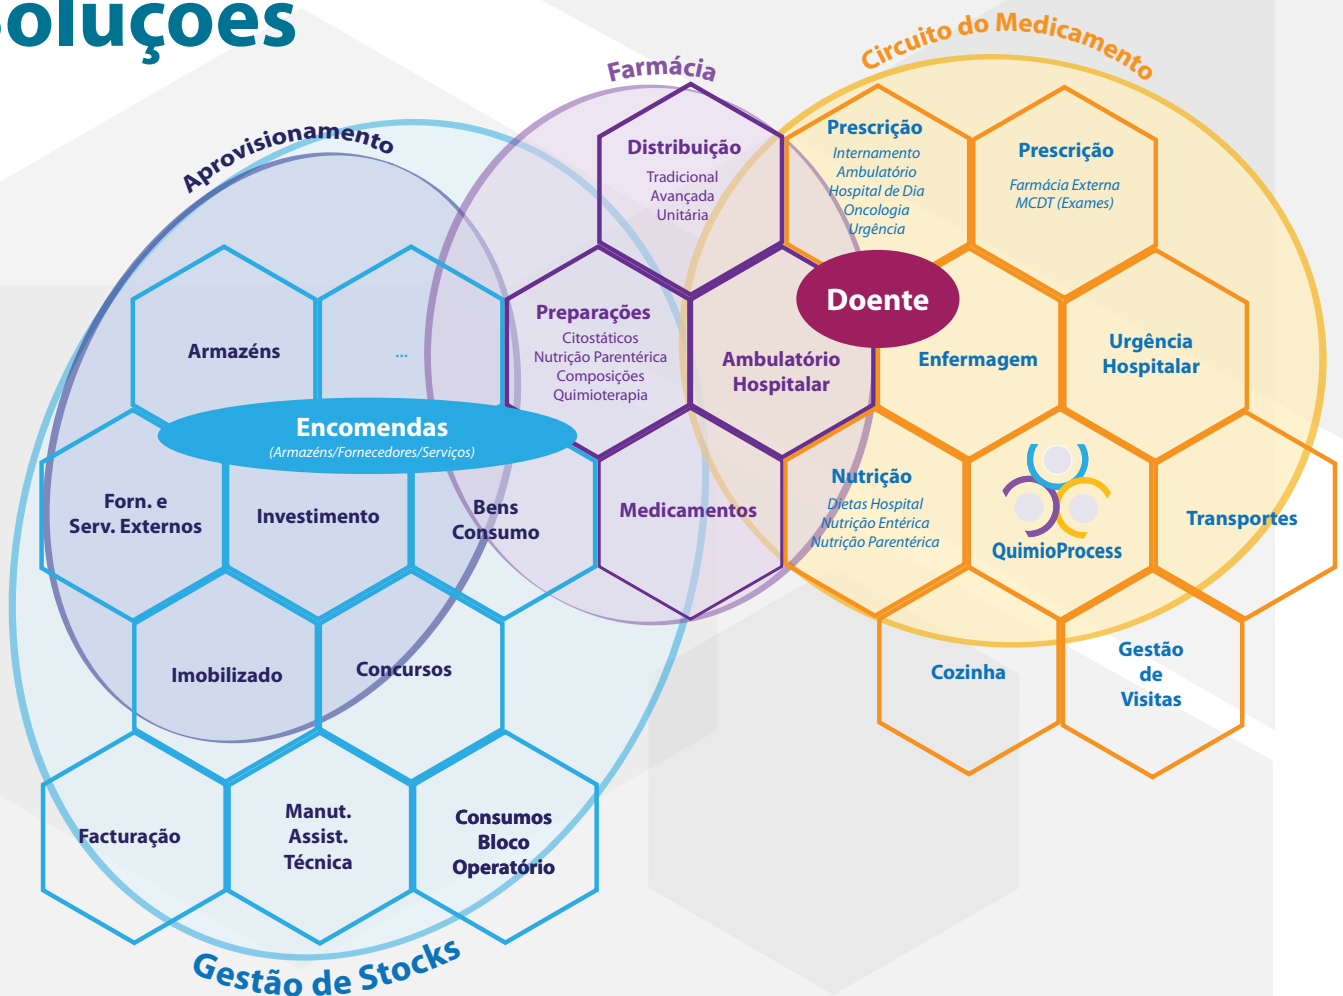 Soluções
Circuito do Medicamento
Farmácia
Aprovisionamento
Distribuição
Tradicional
Avançada
Unitária
Prescrição
Internamento
Ambulatório
Hospital de Dia
Oncologia
Urgência
Prescrição
Farmácia Externa
MCDT (Exames)
Doente
Armazéns
...
Preparações
Citostáticos
Nutrição Parentérica
Composições
Quimioterapia
Ambulatório
Hospitalar
Enfermagem
Urgência
Hospitalar
Encomendas
(Armazéns/Fornecedores/Serviços)
Forn. e
Serv. Externos
Investimento
Bens
Consumo
Medicamentos
Nutrição
Dietas Hospital
Nutrição Entérica
Nutrição Parentérica
QuimioProcess
Transportes
Imobilizado
Concursos
Cozinha
Gestão
de
Visitas
Facturação
Manut.
Assist.
Técnica
Consumos
Bloco
Operatório
Gestão de Stocks